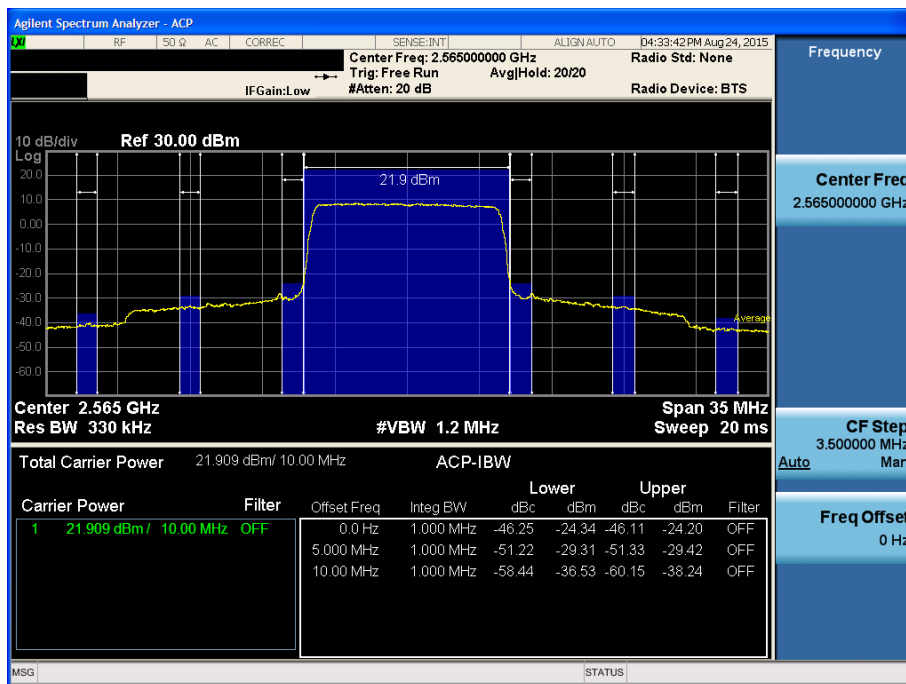 Agilent Spectrum Analyzer - ACP
LXI RF 50 Ω AC CORREC SENSE:INT ALIGN AUTO 04:33:42 PM Aug 24, 2015
Center Freq: 2.565000000 GHz Radio Std: None
Trig: Free Run Avg|Hold: 20/20
IFGain:Low #Atten: 20 dB Radio Device: BTS
10 dB/div Ref 30.00 dBm
Log
20.0
10.0
0.00
-10.0
-20.0
-30.0
-40.0
-50.0
-60.0
21.9 dBm
Average
Center 2.565 GHz Span 35 MHz
Res BW 330 kHz #VBW 1.2 MHz Sweep 20 ms
Total Carrier Power 21.909 dBm/ 10.00 MHz ACP-IBW
Lower Upper
Carrier Power Filter Offset Freq Integ BW dBc dBm dBc dBm Filter
1 21.909 dBm / 10.00 MHz OFF 0.0 Hz 1.000 MHz -46.25 -24.34 -46.11 -24.20 OFF
5.000 MHz 1.000 MHz -51.22 -29.31 -51.33 -29.42 OFF
10.00 MHz 1.000 MHz -58.44 -36.53 -60.15 -38.24 OFF
MSG STATUS
Frequency
Center Freq
2.565000000 GHz
CF Step
3.500000 MHz
Auto Man
Freq Offset
0 Hz